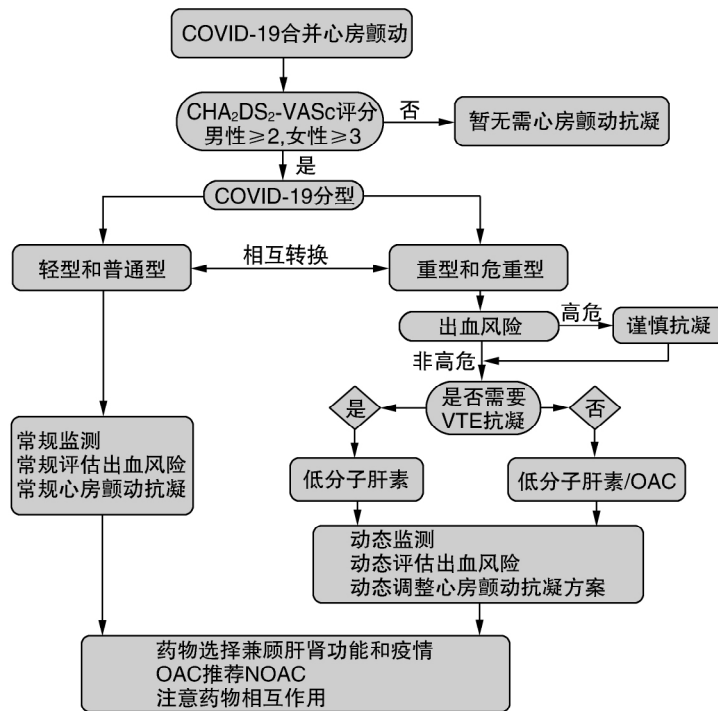 COVID-19合并心房颤动
CHA₂DS₂-VASc评分
男性≥2,女性≥3
否
暂无需心房颤动抗凝
是
COVID-19分型
轻型和普通型
相互转换
重型和危重型
出血风险
高危
谨慎抗凝
非高危
是否需要
VTE抗凝
是
否
常规监测
常规评估出血风险
常规心房颤动抗凝
低分子肝素
低分子肝素/OAC
动态监测
动态评估出血风险
动态调整心房颤动抗凝方案
药物选择兼顾肝肾功能和疫情
OAC推荐NOAC
注意药物相互作用